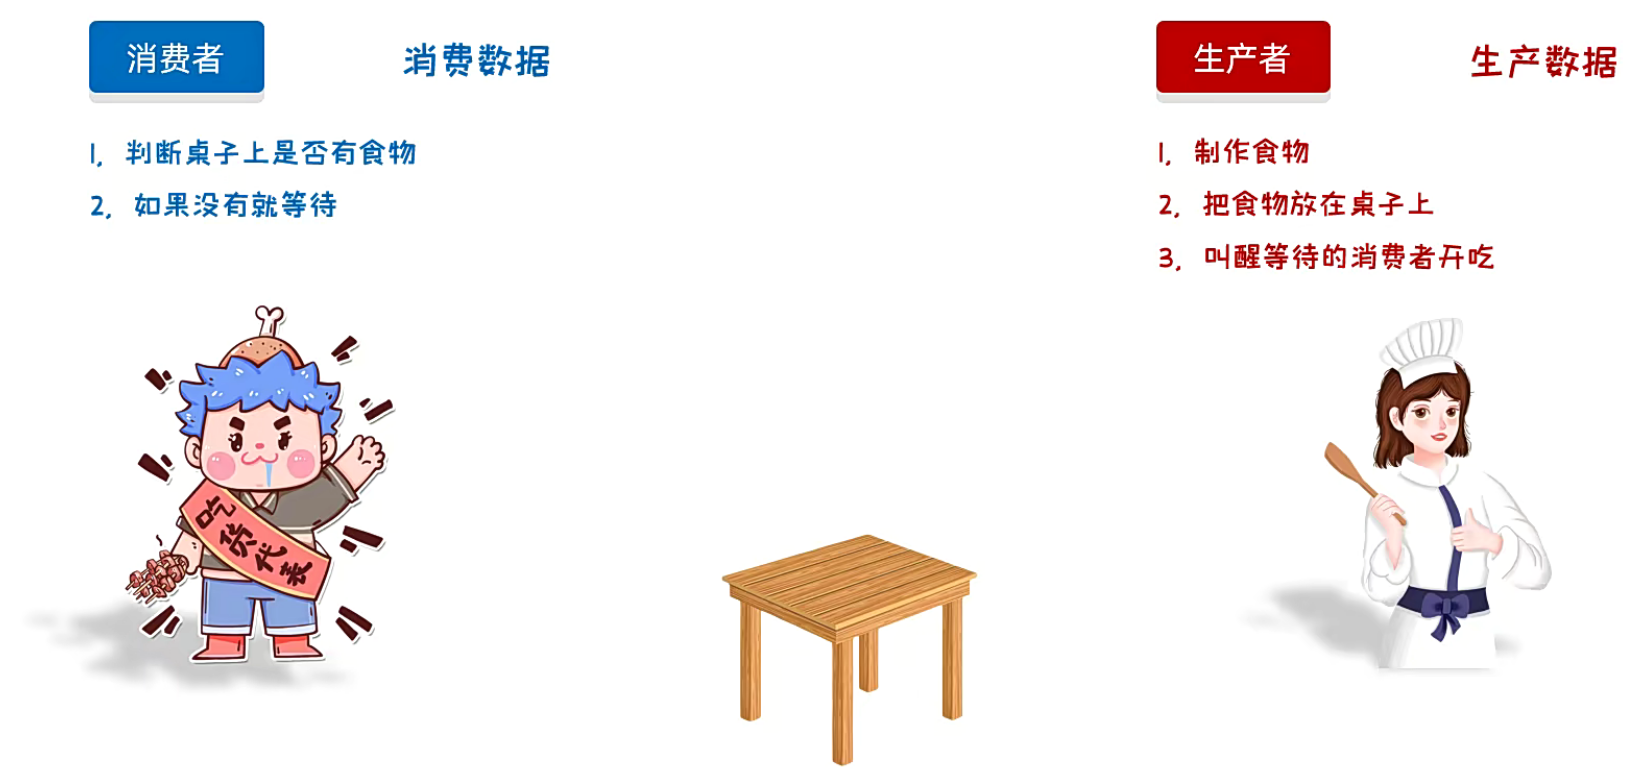 消费者
消费数据
1, 判断桌子上是否有食物
2, 如果没有就等待
吃货代表
生产者
生产数据
1, 制作食物
2, 把食物放在桌子上
3, 叫醒等待的消费者开吃